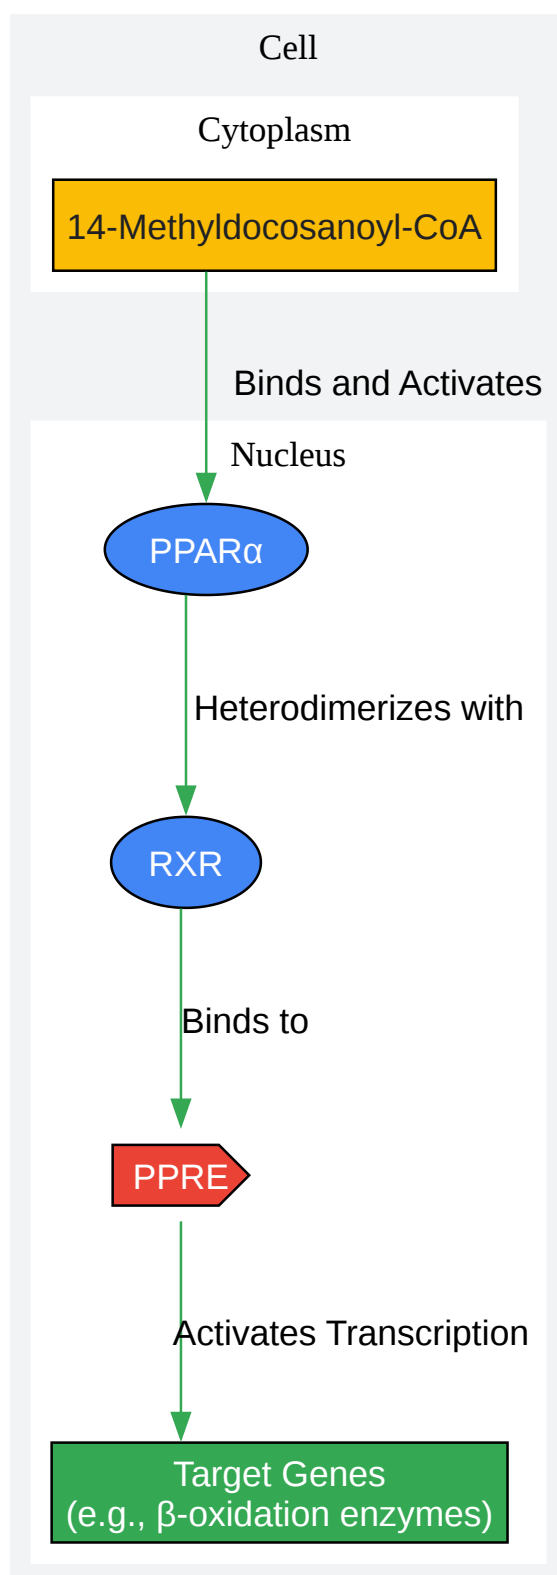 Cell
Cytoplasm
14-Methyldocosanoyl-CoA
Binds and Activates
Nucleus
PPARα
Heterodimerizes with
RXR
Binds to
PPRE
Activates Transcription
Target Genes
(e.g., β-oxidation enzymes)